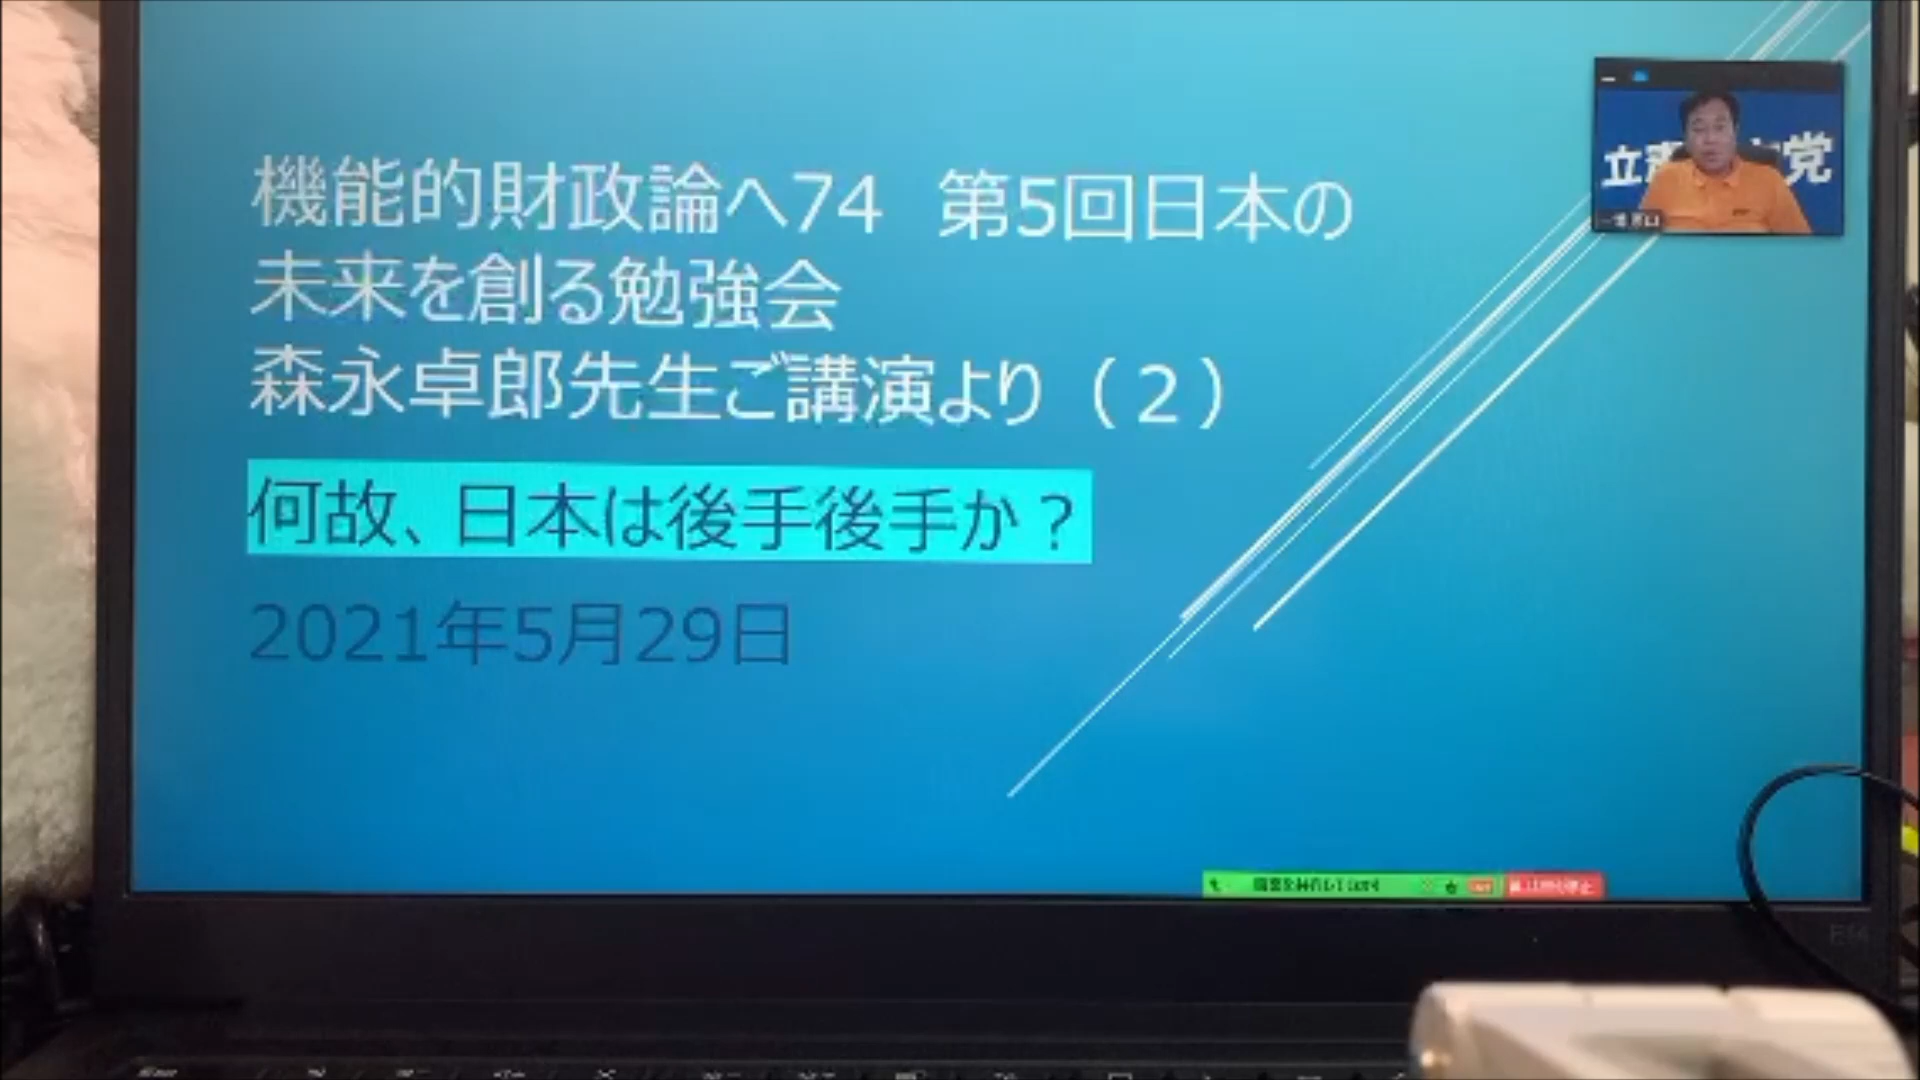 機能的財政論へ74　第5回日本の
未来を創る勉強会
森永卓郎先生ご講演より（2）
何故、日本は後手後手か？
2021年5月29日
立
党